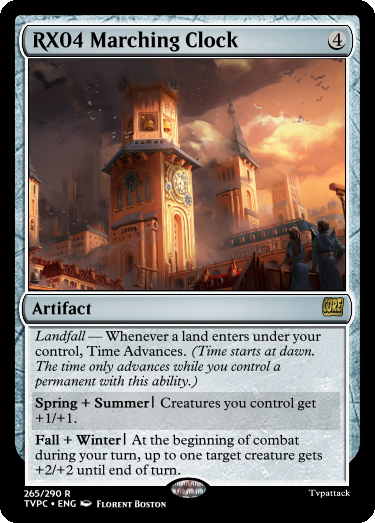 RX04 Marching Clock 4
Artifact
CORE
Landfall — Whenever a land enters under your
control, Time Advances. (Time starts at dawn.
The time only advances while you control a
permanent with this ability.)
Spring + Summer| Creatures you control get
+1/+1.
Fall + Winter| At the beginning of combat
during your turn, up to one target creature gets
+2/+2 until end of turn.
265/290 R
TVPC • ENG Florent Boston
Tvpattack